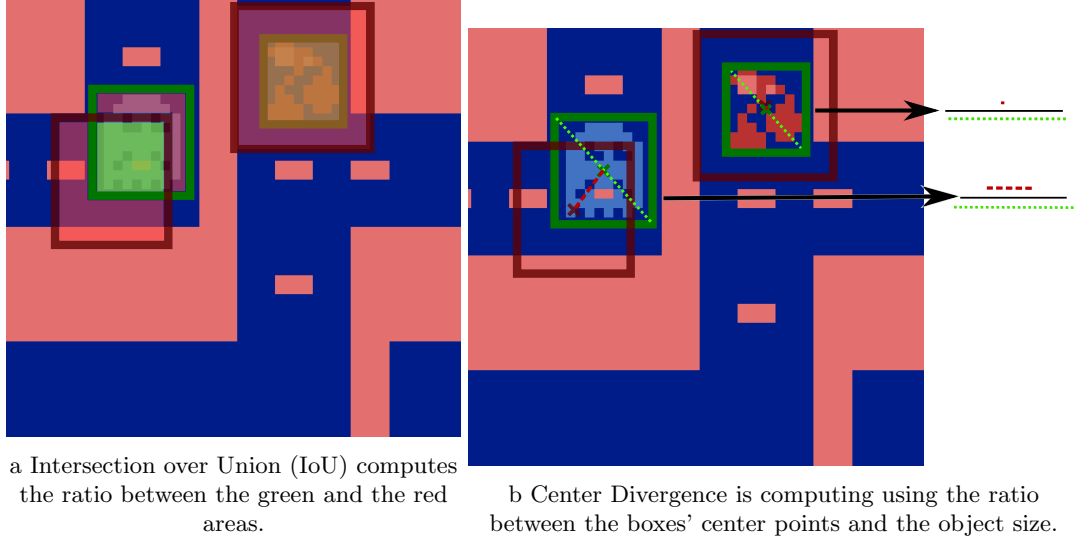 a Intersection over Union (IoU) computes
the ratio between the green and the red
areas.
b Center Divergence is computing using the ratio
between the boxes’ center points and the object size.